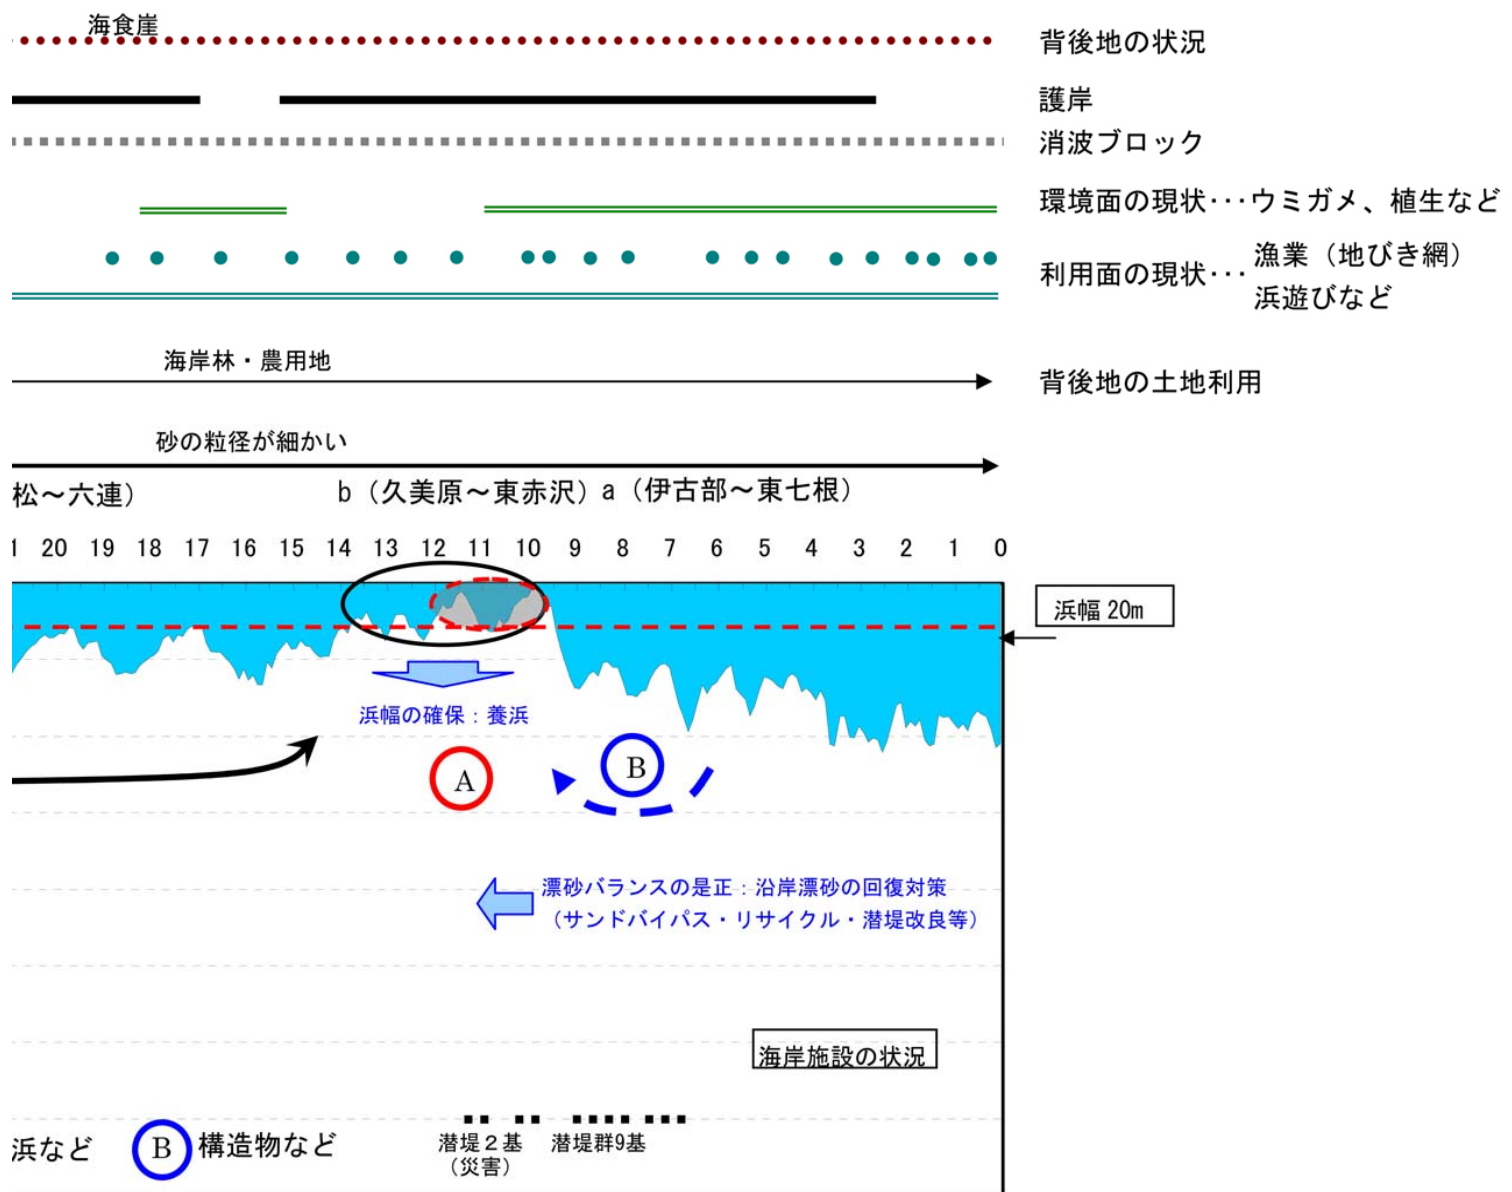 海食崖
背後地の状況
護岸
消波ブロック
環境面の現状･･･ウミガメ、植生など
利用面の現状･･･
漁業（地びき網）
浜遊びなど
海岸林・農用地
背後地の土地利用
砂の粒径が細かい
松～六連）
b（久美原～東赤沢）a（伊古部～東七根）
1 20 19 18 17 16 15 14 13 12 11 10 9 8 7 6 5 4 3 2 1 0
浜幅 20m
浜幅の確保：養浜
A
B
漂砂バランスの是正：沿岸漂砂の回復対策
（サンドバイパス・リサイクル・潜堤改良等）
海岸施設の状況
浜など
B 構造物など
潜堤２基
（災害）
潜堤群9基